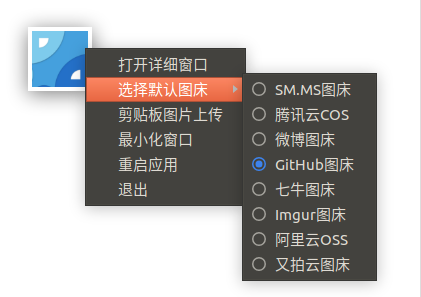 打开详细窗口
选择默认图床
剪贴板图片上传
最小化窗口
重启应用
退出
SM.MS图床
腾讯云COS
微博图床
GitHub图床
七牛图床
Imgur图床
阿里云OSS
又拍云图床